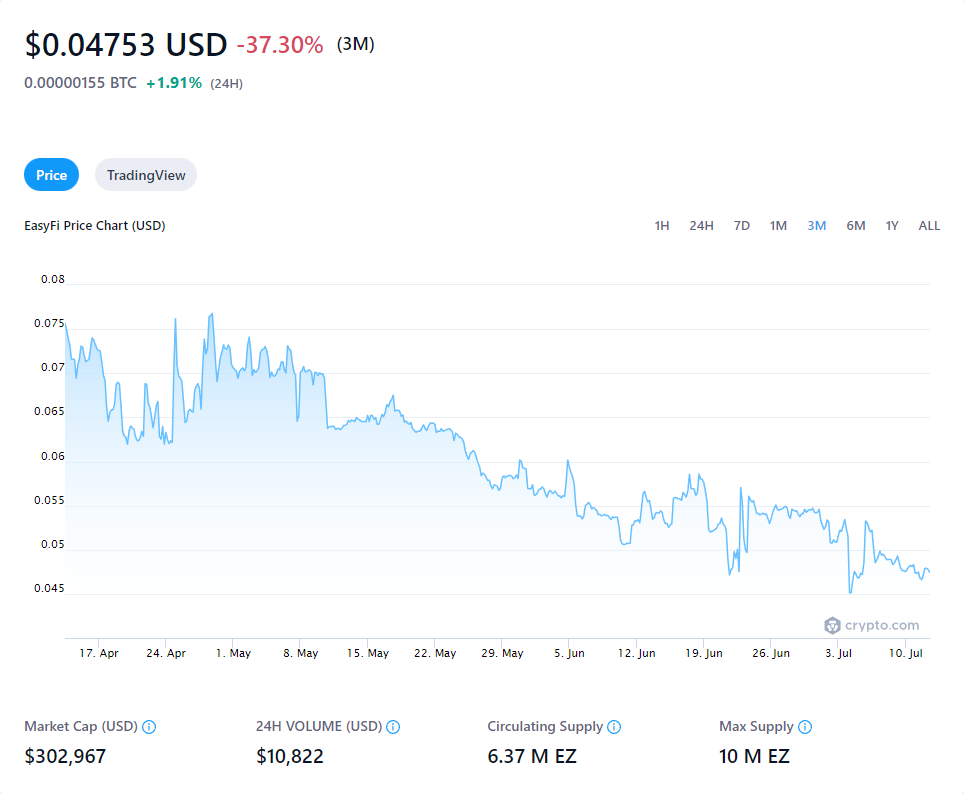 $0.04753 USD -37.30% (3M)
0.00000155 BTC +1.91% (24H)
Price TradingView
EasyFi Price Chart (USD) 1H 24H 7D 1M 3M 6M 1Y ALL
0.08
0.075
0.07
0.065
0.06
0.055
0.05
0.045
crypto.com
17. Apr 24. Apr 1. May 8. May 15. May 22. May 29. May 5. Jun 12. Jun 19. Jun 26. Jun 3. Jul 10. Jul
Market Cap (USD) 24H VOLUME (USD) Circulating Supply Max Supply
$302,967 $10,822 6.37 M EZ 10 M EZ